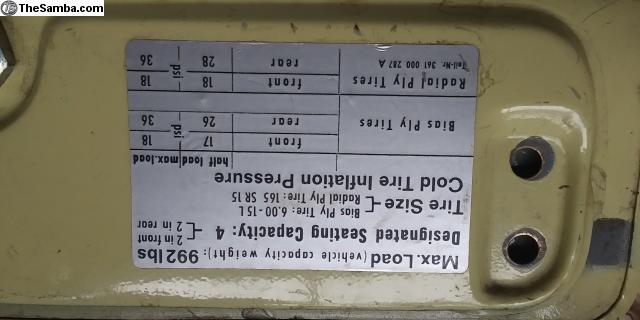 TheSamba.com
Max. Load (vehicle capacity weight): 992 lbs
Designated Seating Capacity: 4
2 in front
2 in rear
Tire Size
Bias Ply Tire: 6.00-15 L
Radial Ply Tire: 165 SR 15
Cold Tire Inflation Pressure
half load max. load
Bias Ply Tires front 17 psi 18
rear 26 36
Radial Ply Tires front 18 psi 18
rear 28 36
Teil-Nr. 361 000 287 A